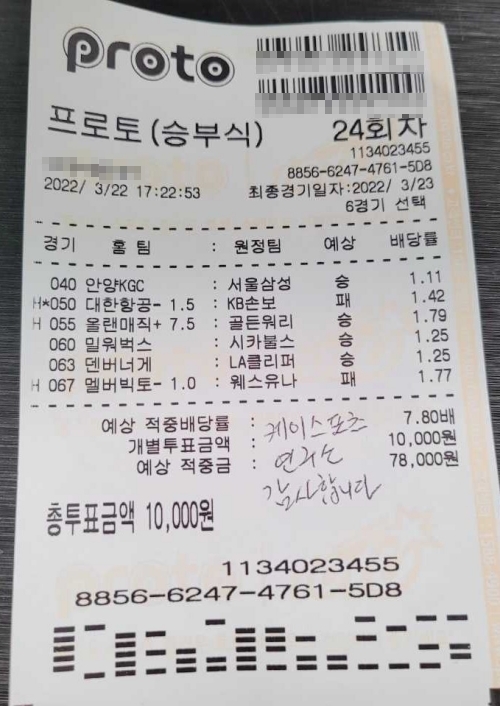 proto
프로토(승부식) 24회차
1134023455
8856-6247-4761-5D8
2022/ 3/22 17:22:53 최종경기일자:2022/ 3/23
6경기 선택
경기 홈 팀 : 원정팀 예상 배당률
040 안양KGC : 서울삼성 승 1.11
H*050 대한항공- 1.5 : KB손보 패 1.42
H 055 올랜매직+ 7.5 : 골든워리 승 1.79
060 밀워벅스 : 시카불스 승 1.25
063 덴버너게 : LA클리퍼 승 1.25
H 067 멜버빅토- 1.0 : 웨스유나 패 1.77
예상 적중배당률 : 7.80배
개별투표금액 : 10,000원
예상 적중금 : 78,000원
케이스포츠
연구소
감사합니다
총투표금액 10,000원
1134023455
8856-6247-4761-5D8